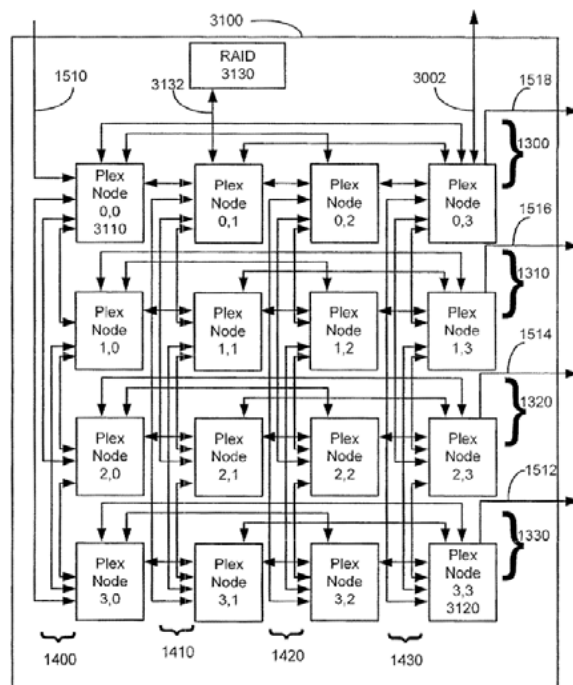 3100
RAID
3130
1510
3132
3002
1518
1300
Plex
Node
0,0
3110
Plex
Node
0,1
Plex
Node
0,2
Plex
Node
0,3
1516
1310
Plex
Node
1,0
Plex
Node
1,1
Plex
Node
1,2
Plex
Node
1,3
1514
1320
Plex
Node
2,0
Plex
Node
2,1
Plex
Node
2,2
Plex
Node
2,3
1512
1330
Plex
Node
3,0
Plex
Node
3,1
Plex
Node
3,2
Plex
Node
3,3
3120
1400
1410
1420
1430